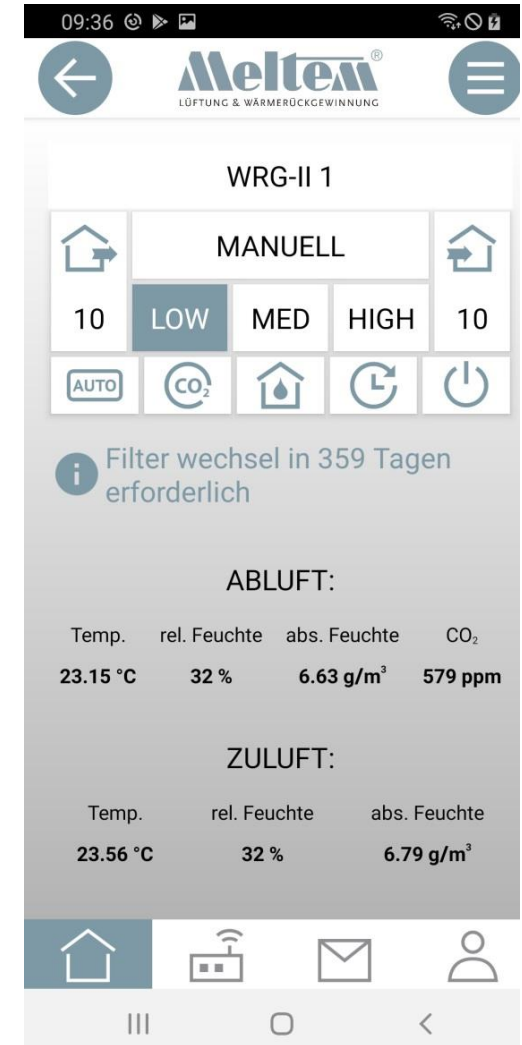 09:36
Meltem®
LÜFTUNG & WÄRMERÜCKGEWINNUNG
WRG-II 1
MANUELL
10 LOW MED HIGH 10
AUTO CO₂
Filter wechsel in 359 Tagen
erforderlich
ABLUFT:
Temp. rel. Feuchte abs. Feuchte CO₂
23.15 °C 32 % 6.63 g/m³ 579 ppm
ZULUFT:
Temp. rel. Feuchte abs. Feuchte
23.56 °C 32 % 6.79 g/m³